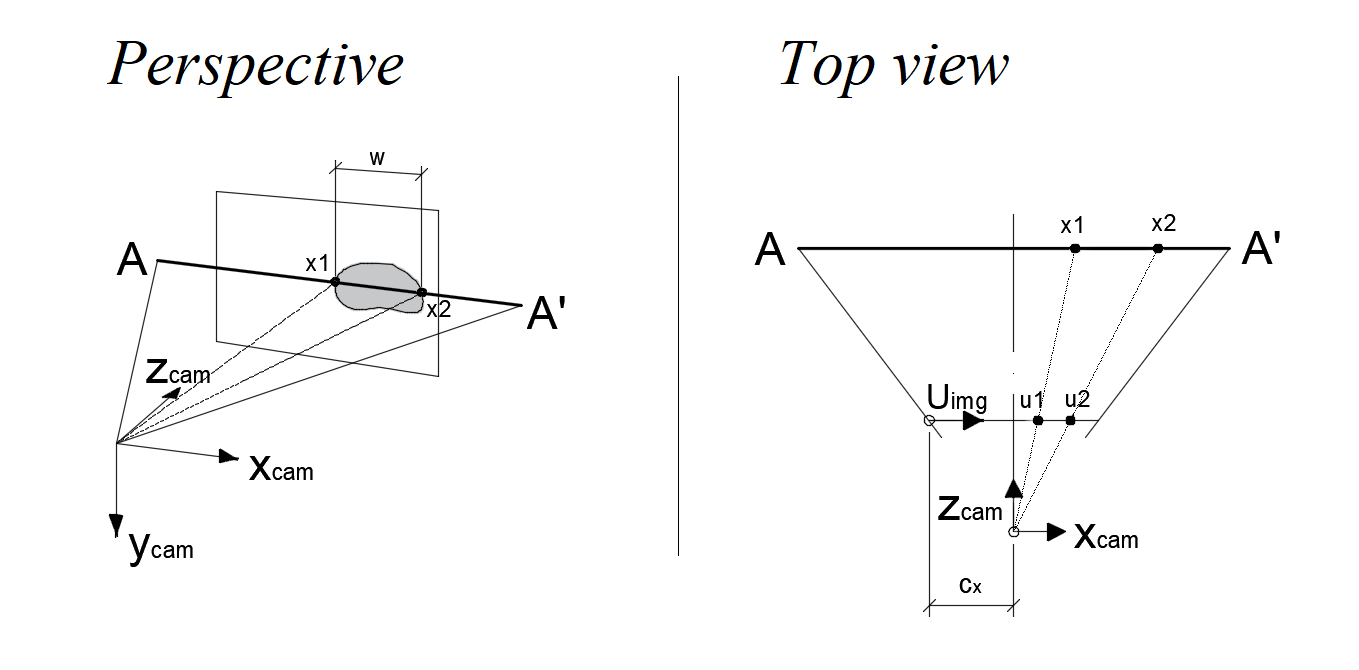 Perspective
w
A
x1
x2
A'
zcam
xcam
ycam
Top view
x1
x2
A
A'
Uimg
u1
u2
zcam
xcam
cx